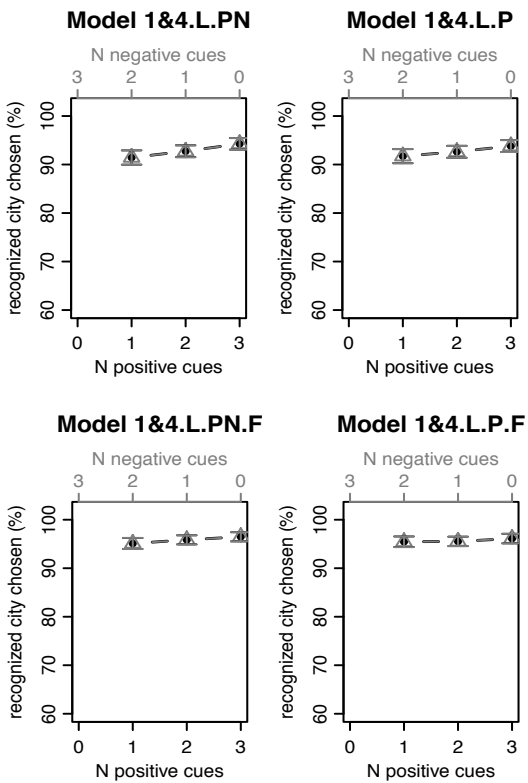 Model 1&4.L.PN
N negative cues
3 2 1 0
recognized city chosen (%)
100
90
80
70
60
0 1 2 3
N positive cues
Model 1&4.L.P
N negative cues
3 2 1 0
recognized city chosen (%)
100
90
80
70
60
0 1 2 3
N positive cues
Model 1&4.L.PN.F
N negative cues
3 2 1 0
recognized city chosen (%)
100
90
80
70
60
0 1 2 3
N positive cues
Model 1&4.L.P.F
N negative cues
3 2 1 0
recognized city chosen (%)
100
90
80
70
60
0 1 2 3
N positive cues